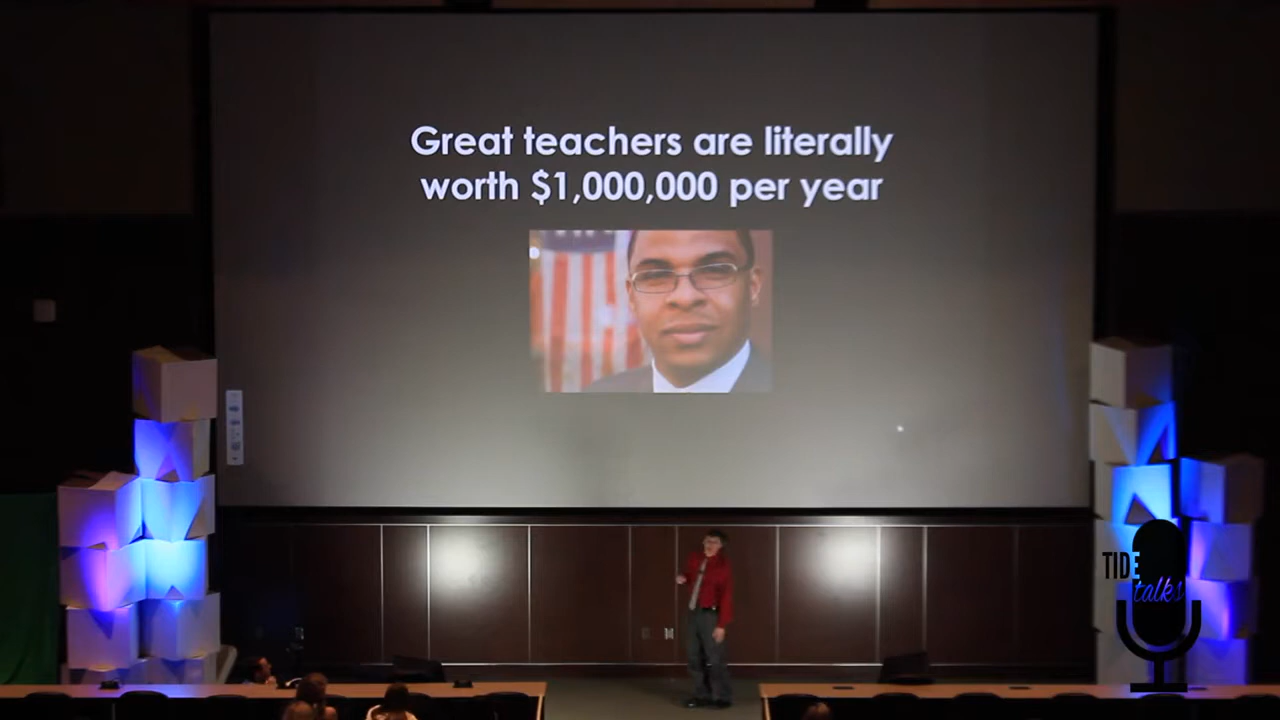 Great teachers are literally
worth $1,000,000 per year
TIDE
talks